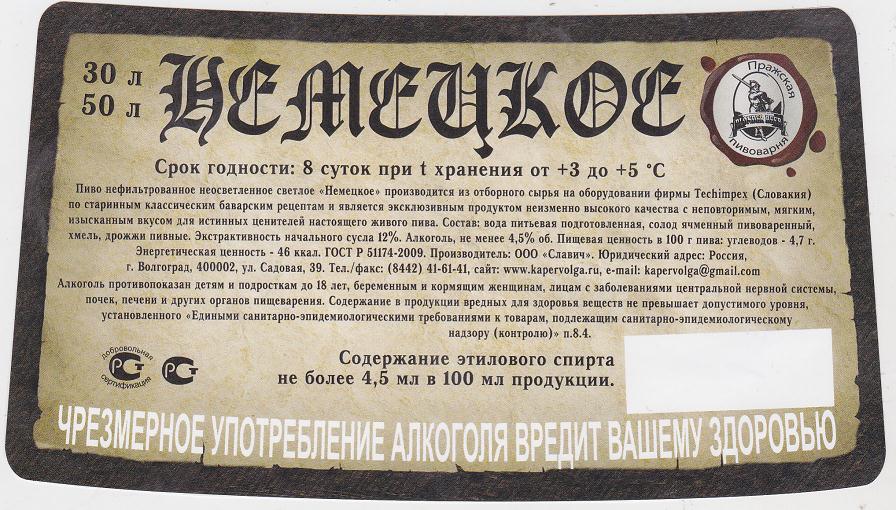 30 л
50 л
НЕМЕЦКОЕ
Пражская
пивоварня
Срок годности: 8 суток при t хранения от +3 до +5 °С
Пиво нефильтрованное неосветленное светлое «Немецкое» производится из отборного сырья на оборудовании фирмы Techimpex (Словакия)
по старинным классическим баварским рецептам и является эксклюзивным продуктом неизменно высокого качества с неповторимым, мягким,
изысканным вкусом для истинных ценителей настоящего живого пива. Состав: вода питьевая подготовленная, солод ячменный пивоваренный,
хмель, дрожжи пивные. Экстрактивность начального сусла 12%. Алкоголь, не менее 4,5% об. Пищевая ценность в 100 г пива: углеводов - 4,7 г.
Энергетическая ценность - 46 ккал. ГОСТ Р 51174-2009. Производитель: ООО «Славич». Юридический адрес: Россия,
г. Волгоград, 400002, ул. Садовая, 39. Тел./факс: (8442) 41-61-41, сайт: www.kapervolga.ru, e-mail: kapervolga@gmail.com
Алкоголь противопоказан детям и подросткам до 18 лет, беременным и кормящим женщинам, лицам с заболеваниями центральной нервной системы,
почек, печени и других органов пищеварения. Содержание в продукции вредных для здоровья веществ не превышает допустимого уровня,
установленного «Едиными санитарно-эпидемиологическими требованиями к товарам, подлежащим санитарно-эпидемиологическому
надзору (контролю)» п.8.4.
добровольная
РСТ РСТ
сертификация
Содержание этилового спирта
не более 4,5 мл в 100 мл продукции.
ЧРЕЗМЕРНОЕ УПОТРЕБЛЕНИЕ АЛКОГОЛЯ ВРЕДИТ ВАШЕМУ ЗДОРОВЬЮ